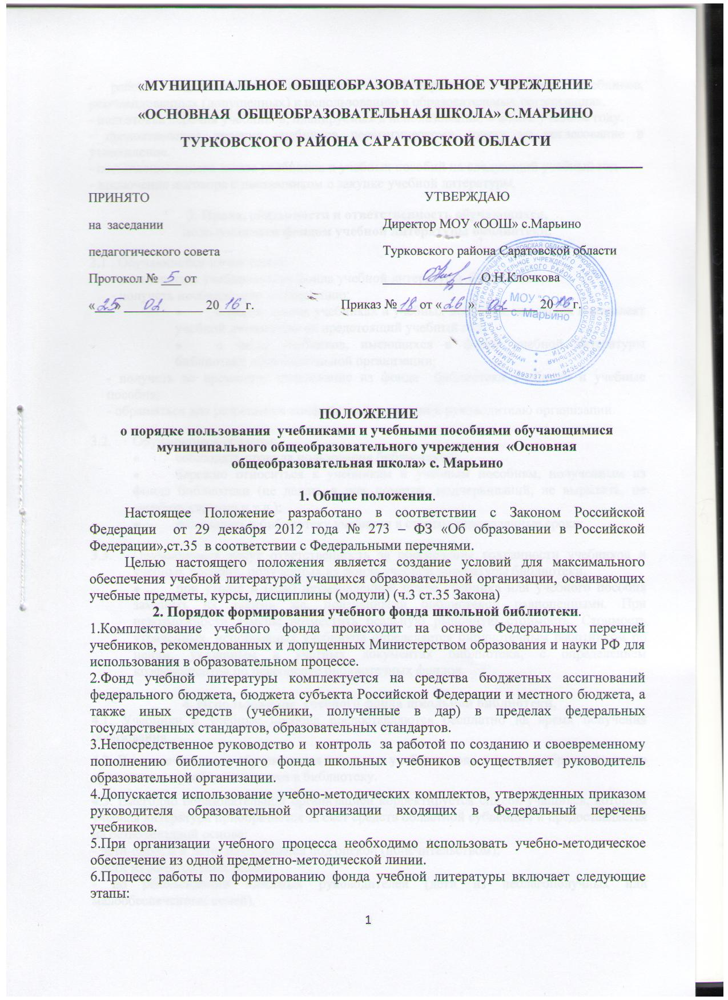 «МУНИЦИПАЛЬНОЕ ОБЩЕОБРАЗОВАТЕЛЬНОЕ УЧРЕЖДЕНИЕ
«ОСНОВНАЯ ОБЩЕОБРАЗОВАТЕЛЬНАЯ ШКОЛА» С.МАРЬИНО
ТУРКОВСКОГО РАЙОНА САРАТОВСКОЙ ОБЛАСТИ
ПРИНЯТО
на заседании
педагогического совета
Протокол № 5 от
«25» 02. 2016 г.
УТВЕРЖДАЮ
Директор МОУ «ООШ» с.Марьино
Турковского района Саратовской области
О.Н.Клочкова
Приказ № 18 от «26» 02 2016г.
МОУ "ООШ"
с. Марьино
ПОЛОЖЕНИЕ
о порядке пользования учебниками и учебными пособиями обучающимися
муниципального общеобразовательного учреждения «Основная
общеобразовательная школа» с. Марьино
1. Общие положения.
Настоящее Положение разработано в соответствии с Законом Российской
Федерации от 29 декабря 2012 года № 273 – ФЗ «Об образовании в Российской
Федерации»,ст.35 в соответствии с Федеральными перечнями.
Целью настоящего положения является создание условий для максимального
обеспечения учебной литературой учащихся образовательной организации, осваивающих
учебные предметы, курсы, дисциплины (модули) (ч.3 ст.35 Закона)
2. Порядок формирования учебного фонда школьной библиотеки.
1.Комплектование учебного фонда происходит на основе Федеральных перечней
учебников, рекомендованных и допущенных Министерством образования и науки РФ для
использования в образовательном процессе.
2.Фонд учебной литературы комплектуется на средства бюджетных ассигнований
федерального бюджета, бюджета субъекта Российской Федерации и местного бюджета, а
также иных средств (учебники, полученные в дар) в пределах федеральных
государственных стандартов, образовательных стандартов.
3.Непосредственное руководство и контроль за работой по созданию и своевременному
пополнению библиотечного фонда школьных учебников осуществляет руководитель
образовательной организации.
4.Допускается использование учебно-методических комплектов, утвержденных приказом
руководителя образовательной организации входящих в Федеральный перечень
учебников.
5.При организации учебного процесса необходимо использовать учебно-методическое
обеспечение из одной предметно-методической линии.
6.Процесс работы по формированию фонда учебной литературы включает следующие
этапы:
1